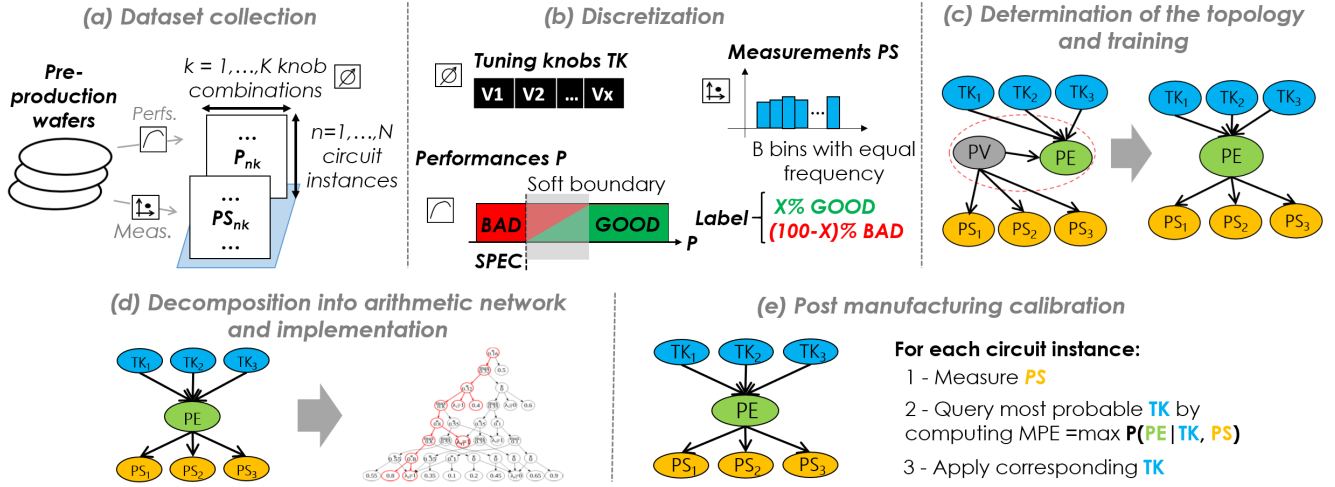 (a) Dataset collection
Pre-
production
wafers
k = 1,...,K knob
combinations
Perfs.
Meas.
...
P_nk
...
PS_nk
...
n=1,...,N
circuit
instances
(b) Discretization
Tuning knobs TK
V1 V2 ... Vx
Measurements PS
...
B bins with equal
frequency
Performances P
Soft boundary
BAD GOOD
P
SPEC
Label
X% GOOD
(100-X)% BAD
(c) Determination of the topology
and training
TK1 TK2 TK3
PV PE
PS1 PS2 PS3
TK1 TK2 TK3
PE
PS1 PS2 PS3
(d) Decomposition into arithmetic network
and implementation
TK1 TK2 TK3
PE
PS1 PS2 PS3
(e) Post manufacturing calibration
TK1 TK2 TK3
PE
PS1 PS2 PS3
For each circuit instance:
1 - Measure PS
2 - Query most probable TK by
computing MPE =max P(PE|TK, PS)
3 - Apply corresponding TK